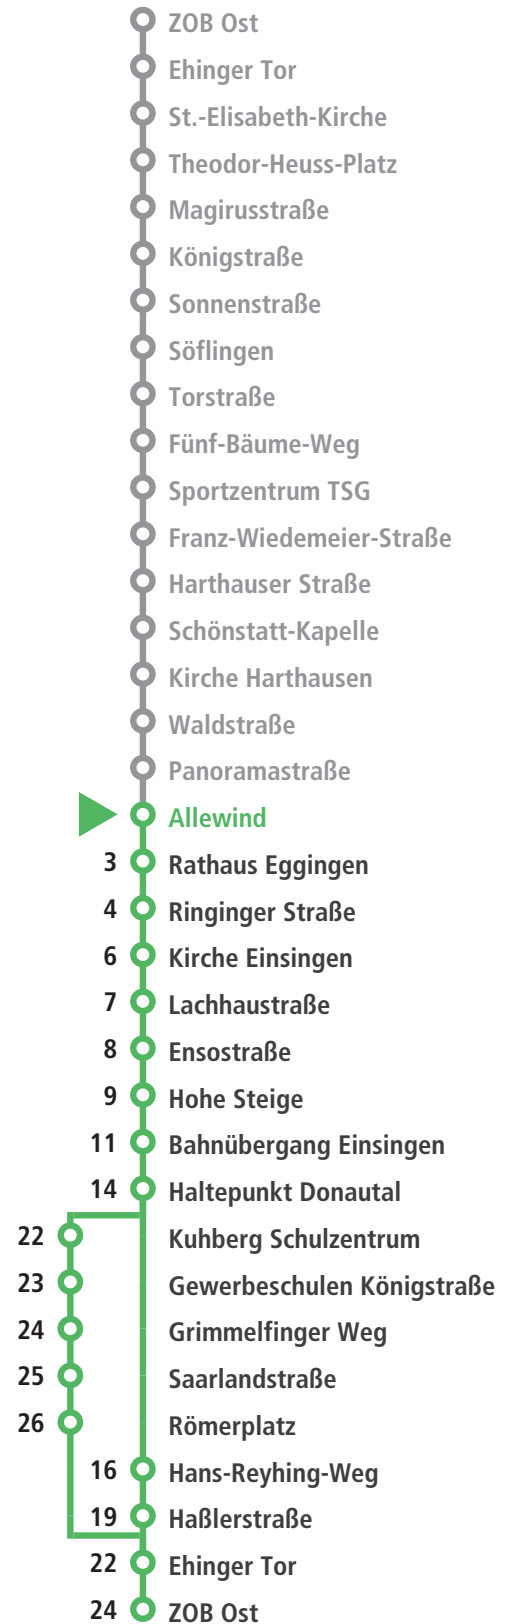 ZOB Ost
Ehinger Tor
St.-Elisabeth-Kirche
Theodor-Heuss-Platz
Magirusstraße
Königstraße
Sonnenstraße
Söflingen
Torstraße
Fünf-Bäume-Weg
Sportzentrum TSG
Franz-Wiedemeier-Straße
Harthauser Straße
Schönstatt-Kapelle
Kirche Harthausen
Waldstraße
Panoramastraße
Allewind
3 Rathaus Eggingen
4 Ringinger Straße
6 Kirche Einsingen
7 Lachhaustraße
8 Ensostraße
9 Hohe Steige
11 Bahnübergang Einsingen
14 Haltepunkt Donautal
22 Kuhberg Schulzentrum
23 Gewerbeschulen Königstraße
24 Grimmelfinger Weg
25 Saarlandstraße
26 Römerplatz
16 Hans-Reyhing-Weg
19 Haßlerstraße
22 Ehinger Tor
24 ZOB Ost